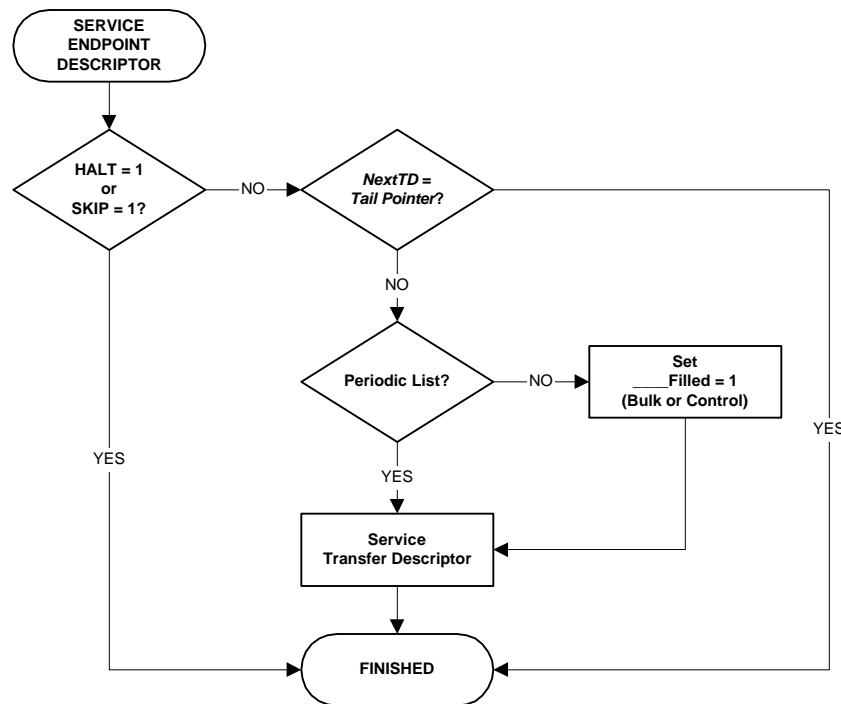 SERVICE
ENDPOINT
DESCRIPTOR
HALT = 1
or
SKIP = 1?
NO
NextTD =
Tail Pointer?
NO
Periodic List?
NO
Set
____Filled = 1
(Bulk or Control)
YES
YES
YES
Service
Transfer Descriptor
FINISHED